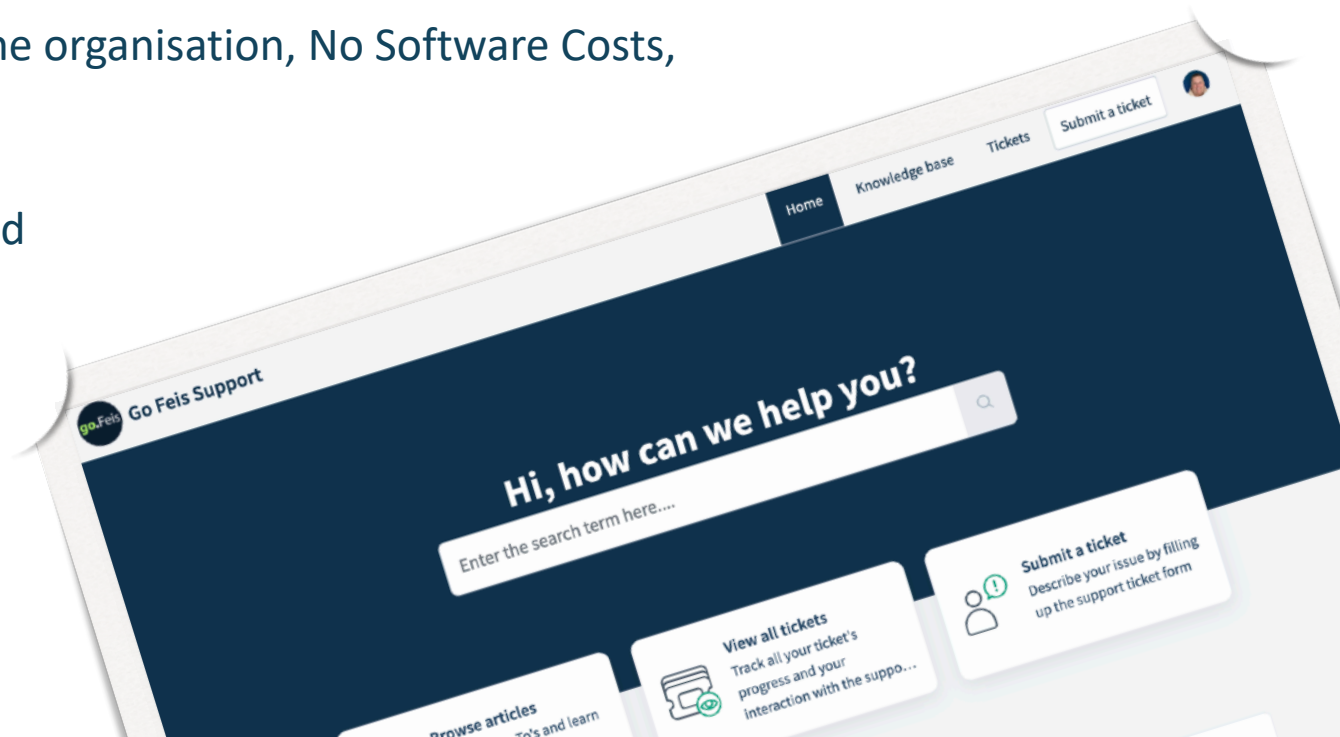 ne organisation, No Software Costs,
d
Home
Knowledge base
Tickets
Submit a ticket
go.Feis
Go Feis Support
Hi, how can we help you?
Enter the search term here....
Browse articles
To's and learn
View all tickets
Track all your ticket's
progress and your
interaction with the suppo...
Submit a ticket
Describe your issue by filling
up the support ticket form